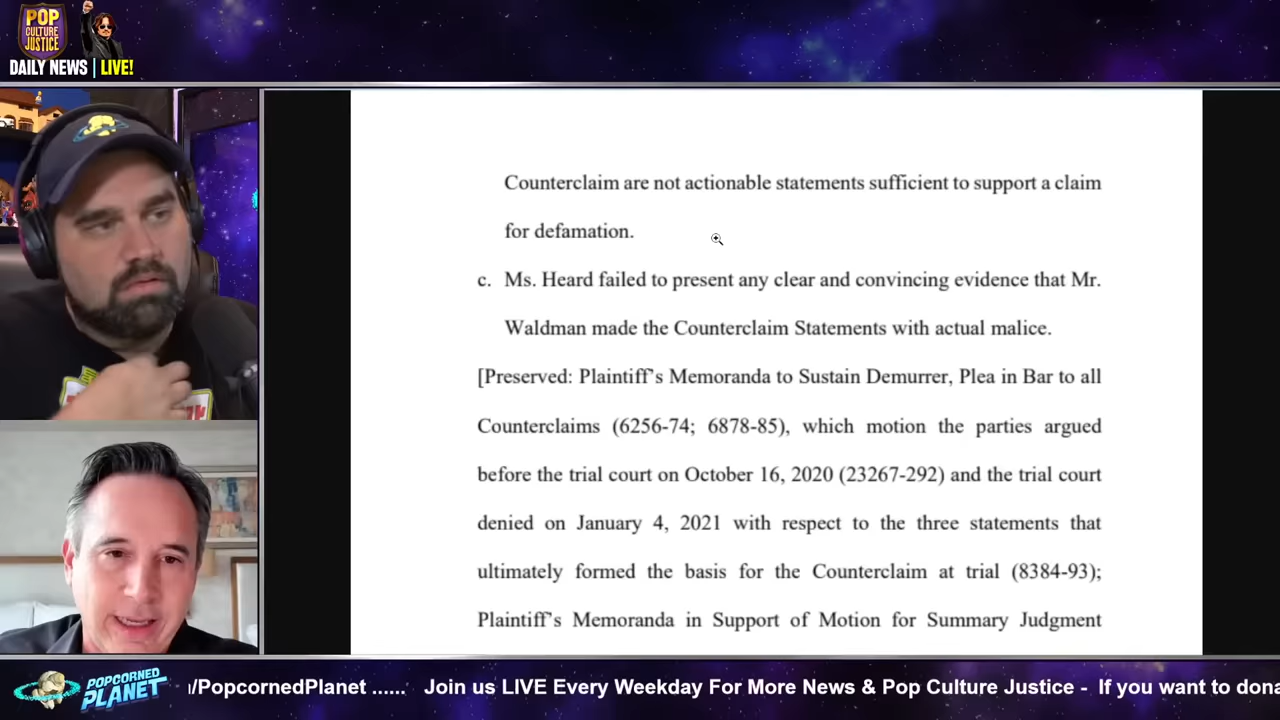 POP
CULTURE
JUSTICE
DAILY NEWS | LIVE!
Counterclaim are not actionable statements sufficient to support a claim
for defamation.
c. Ms. Heard failed to present any clear and convincing evidence that Mr.
Waldman made the Counterclaim Statements with actual malice.
[Preserved: Plaintiff's Memoranda to Sustain Demurrer, Plea in Bar to all
Counterclaims (6256-74; 6878-85), which motion the parties argued
before the trial court on October 16, 2020 (23267-292) and the trial court
denied on January 4, 2021 with respect to the three statements that
ultimately formed the basis for the Counterclaim at trial (8384-93);
Plaintiff's Memoranda in Support of Motion for Summary Judgment
POPCORNED
PLANET
/PopcornedPlanet ...... Join us LIVE Every Weekday For More News & Pop Culture Justice - If you want to dona